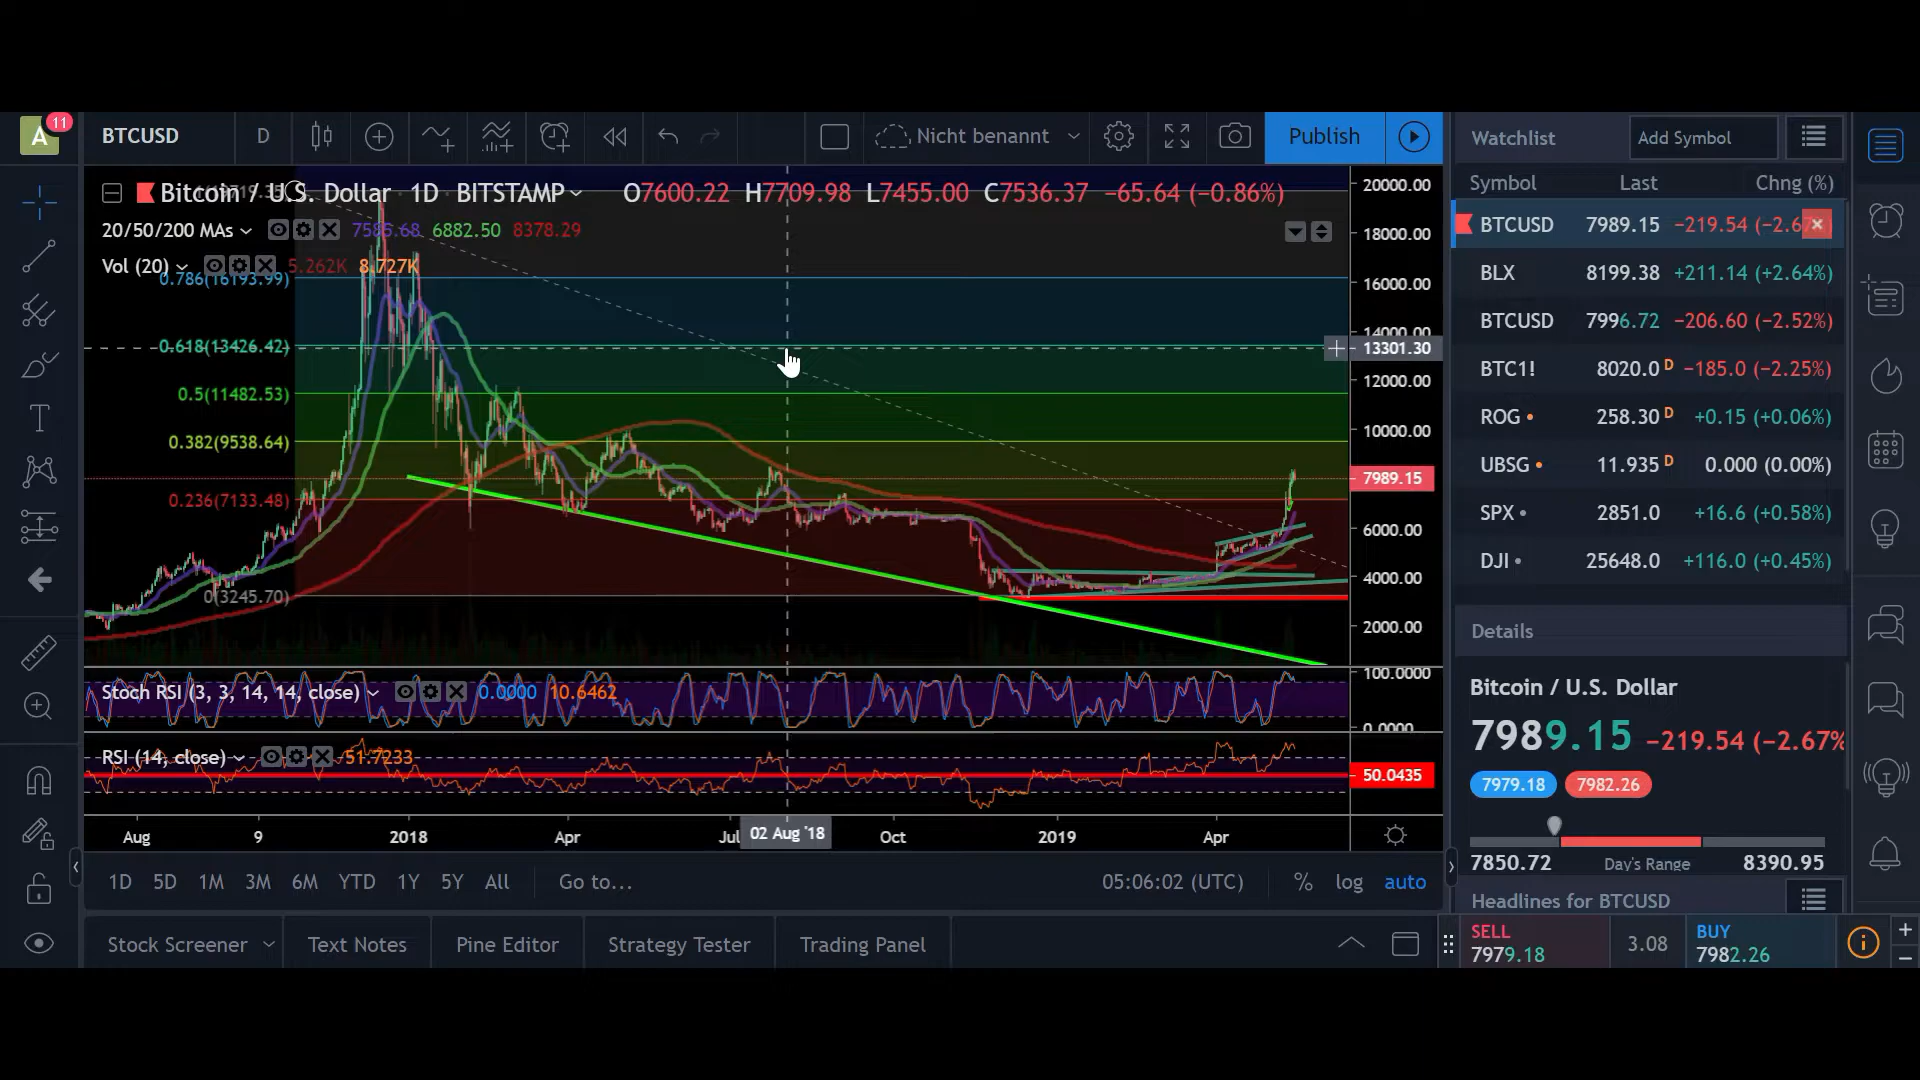 A 11
BTCUSD D Nicht benannt Publish
Bitcoin / U.S. Dollar 1D BITSTAMP O7600.22 H7709.98 L7455.00 C7536.37 −65.64 (−0.86%)
20/50/200 MAs 7585.68 6882.50 8378.29
Vol (20) 5.262K 8.727K
0.786(16193.99)
0.618(13426.42)
0.5(11482.53)
0.382(9538.64)
0.236(7133.48)
0(3245.70)
20000.00
18000.00
16000.00
14000.00
13301.30
12000.00
10000.00
7989.15
6000.00
4000.00
2000.00
Stoch RSI (3, 3, 14, 14, close) 0.0000 10.6462
100.0000
0.0000
RSI (14, close) 51.7233
50.0435
Aug 9 2018 Apr Jul 02 Aug '18 Oct 2019 Apr
1D 5D 1M 3M 6M YTD 1Y 5Y All Go to... 05:06:02 (UTC) % log auto
Stock Screener Text Notes Pine Editor Strategy Tester Trading Panel
Watchlist Add Symbol
Symbol Last Chng (%)
BTCUSD 7989.15 −219.54 (−2.67
BLX 8199.38 +211.14 (+2.64%)
BTCUSD 7996.72 −206.60 (−2.52%)
BTC1! 8020.0 D −185.0 (−2.25%)
ROG 258.30 D +0.15 (+0.06%)
UBSG 11.935 D 0.000 (0.00%)
SPX 2851.0 +16.6 (+0.58%)
DJI 25648.0 +116.0 (+0.45%)
Details
Bitcoin / U.S. Dollar
7989.15 −219.54 (−2.67%
7979.18 7982.26
7850.72 Day's Range 8390.95
Headlines for BTCUSD
SELL
7979.18
3.08
BUY
7982.26